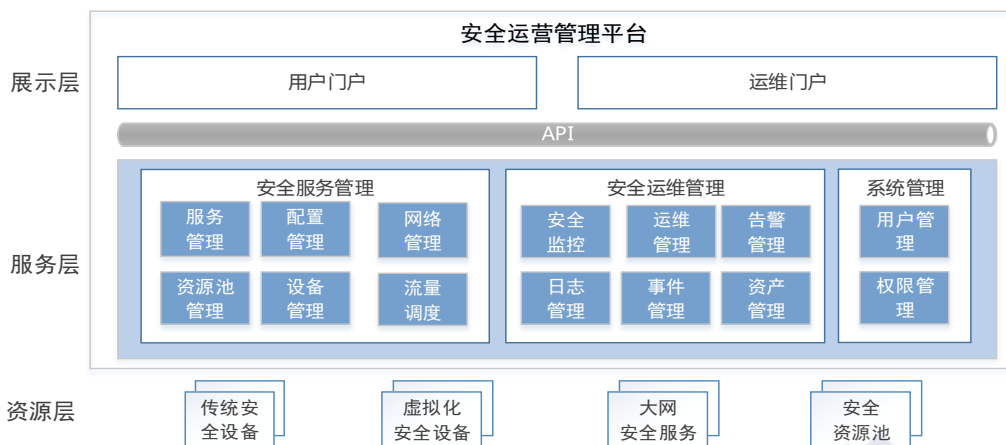 安全运营管理平台
展示层
用户门户
运维门户
API
服务层
安全服务管理
服务
管理
配置
管理
网络
管理
资源池
管理
设备
管理
流量
调度
安全运维管理
安全
监控
运维
管理
告警
管理
日志
管理
事件
管理
资产
管理
系统管理
用户管
理
权限管
理
资源层
传统安
全设备
虚拟化
安全设备
大网
安全服务
安全
资源池